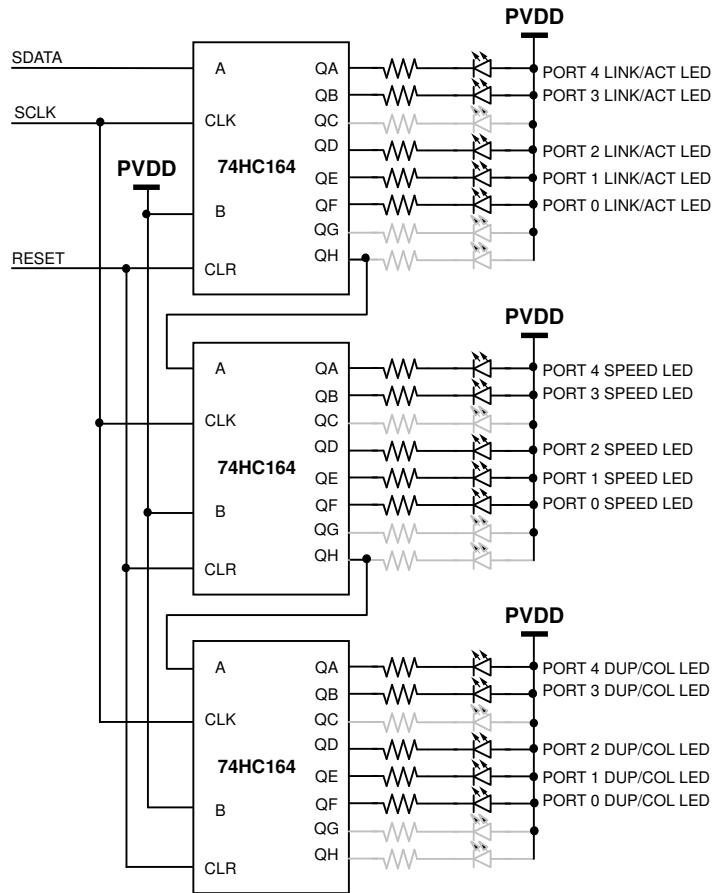 PVDD
SDATA
A
QA
PORT 4 LINK/ACT LED
QB
PORT 3 LINK/ACT LED
SCLK
CLK
QC
QD
PORT 2 LINK/ACT LED
PVDD
74HC164
QE
PORT 1 LINK/ACT LED
B
QF
PORT 0 LINK/ACT LED
QG
RESET
CLR
QH
PVDD
A
QA
PORT 4 SPEED LED
QB
PORT 3 SPEED LED
CLK
QC
QD
PORT 2 SPEED LED
74HC164
QE
PORT 1 SPEED LED
B
QF
PORT 0 SPEED LED
QG
CLR
QH
PVDD
A
QA
PORT 4 DUP/COL LED
QB
PORT 3 DUP/COL LED
CLK
QC
QD
PORT 2 DUP/COL LED
74HC164
QE
PORT 1 DUP/COL LED
B
QF
PORT 0 DUP/COL LED
QG
CLR
QH